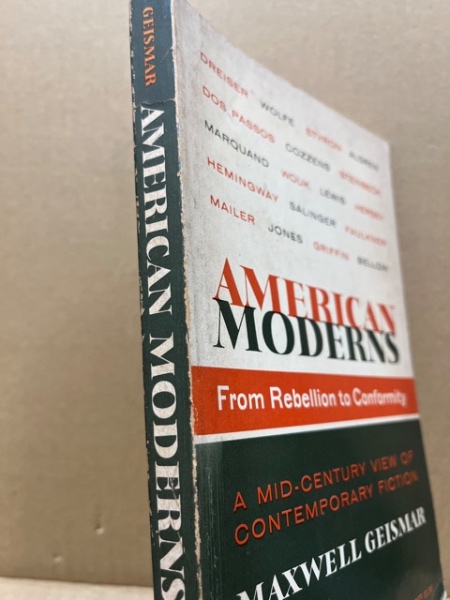 GEISMAR
AMERICAN MODERNS
DREISER WOLFE STYRON ALGREN
DOS PASSOS COZZENS STEINBECK
MARQUAND WOUK LEWIS HERSEY
HEMINGWAY SALINGER FAULKNER
MAILER JONES GRIFFIN BELLOW
AMERICAN
MODERNS
From Rebellion to Conformity
A MID-CENTURY VIEW OF
CONTEMPORARY FICTION
MAXWELL GEISMAR